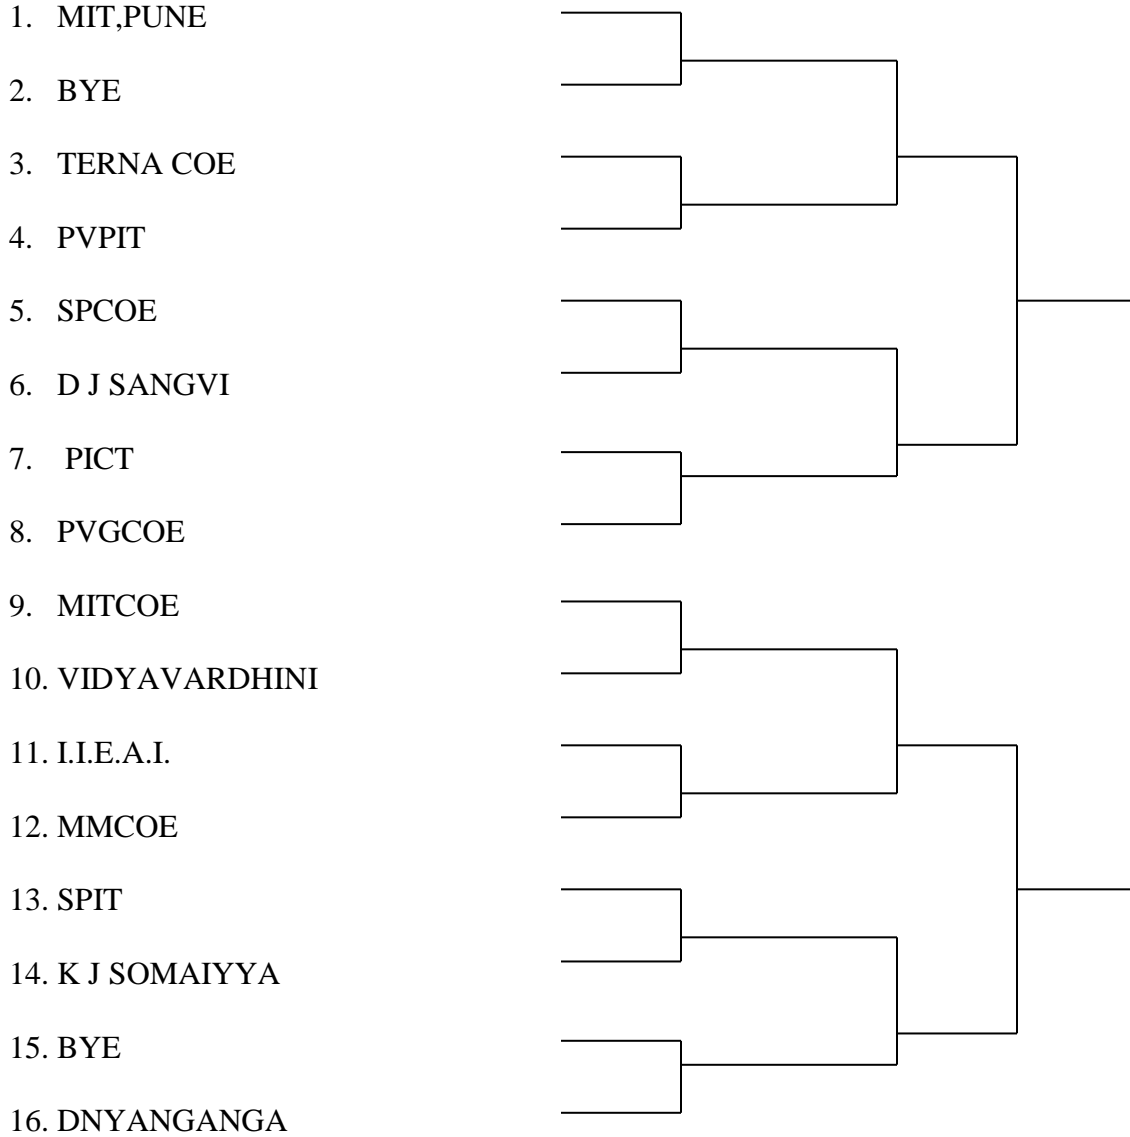 1. MIT,PUNE
2. BYE
3. TERNA COE
4. PVPIT
5. SPCOE
6. D J SANGVI
7. PICT
8. PVGCOE
9. MITCOE
10. VIDYAVARDHINI
11. I.I.E.A.I.
12. MMCOE
13. SPIT
14. K J SOMAIYYA
15. BYE
16. DNYANGANGA